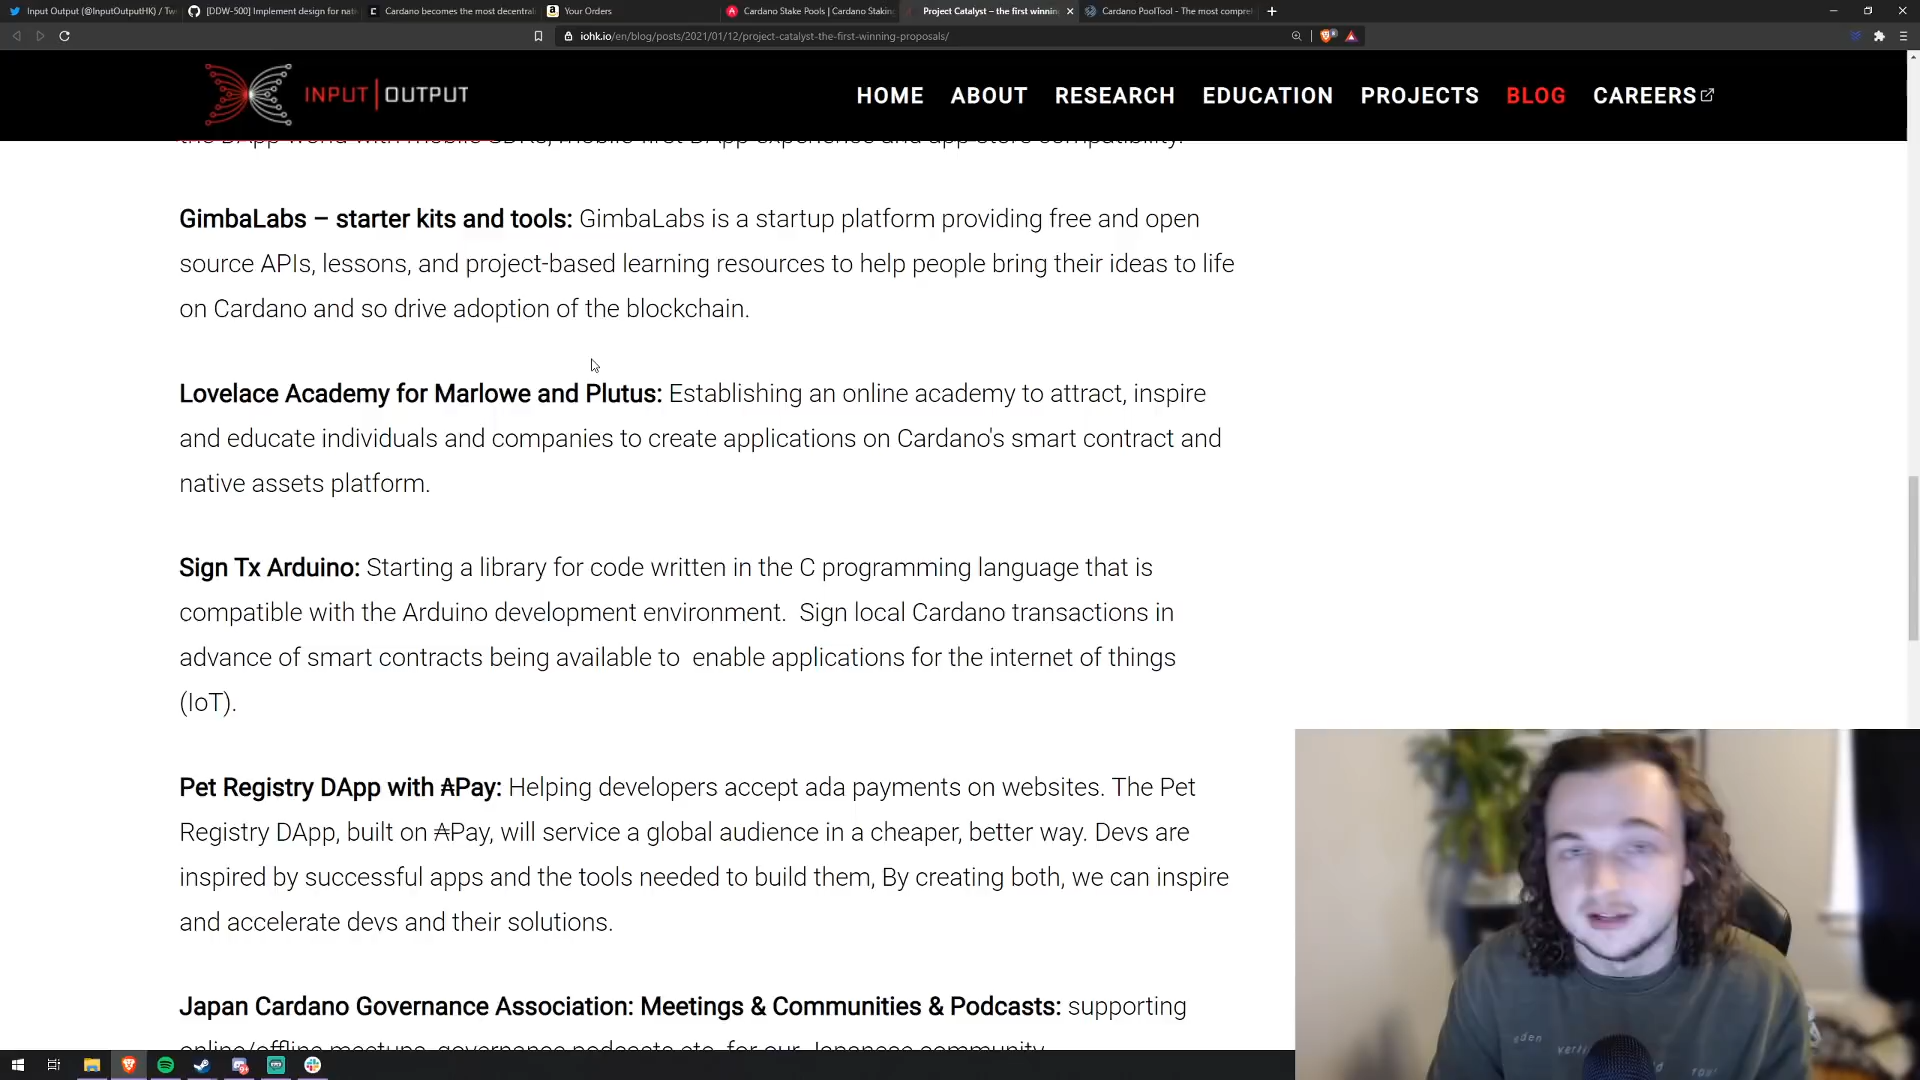 Input Output (@InputOutputHK) / Tw
[DDW-500] Implement design for nati
Cardano becomes the most decentral
Your Orders
Cardano Stake Pools | Cardano Staking
Project Catalyst – the first winnin
Cardano PoolTool - The most compre
iohk.io/en/blog/posts/2021/01/12/project-catalyst-the-first-winning-proposals/
INPUT | OUTPUT
HOME ABOUT RESEARCH EDUCATION PROJECTS BLOG CAREERS
the DApp world with mobile SDKs, mobile-first DApp experience and app store compatibility.
GimbaLabs – starter kits and tools: GimbaLabs is a startup platform providing free and open
source APIs, lessons, and project-based learning resources to help people bring their ideas to life
on Cardano and so drive adoption of the blockchain.
Lovelace Academy for Marlowe and Plutus: Establishing an online academy to attract, inspire
and educate individuals and companies to create applications on Cardano's smart contract and
native assets platform.
Sign Tx Arduino: Starting a library for code written in the C programming language that is
compatible with the Arduino development environment.  Sign local Cardano transactions in
advance of smart contracts being available to  enable applications for the internet of things
(IoT).
Pet Registry DApp with ₳Pay: Helping developers accept ada payments on websites. The Pet
Registry DApp, built on ₳Pay, will service a global audience in a cheaper, better way. Devs are
inspired by successful apps and the tools needed to build them, By creating both, we can inspire
and accelerate devs and their solutions.
Japan Cardano Governance Association: Meetings & Communities & Podcasts: supporting
online/offline meetups, governance podcasts etc. for our Japanese community.